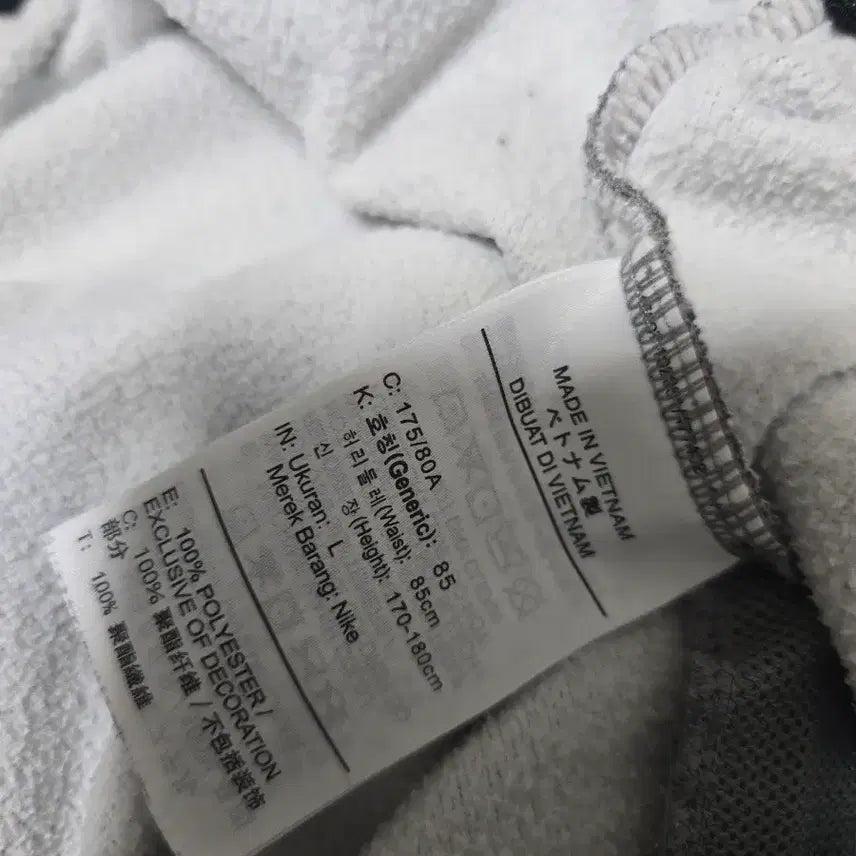 MADE IN VIETNAM
ベトナム製
DIBUAT DI VIETNAM
C: 175/80A
K: 호칭(Generic): 85
허리둘레(Waist): 85cm
신 장(Height): 170-180cm
IN: Ukuran: L
Merek Barang: Nike
E: 100% POLYESTER /
EXCLUSIVE OF DECORATION
C: 100% 聚酯纤维 / 不包括装饰
部分
T: 100% 聚酯纖維